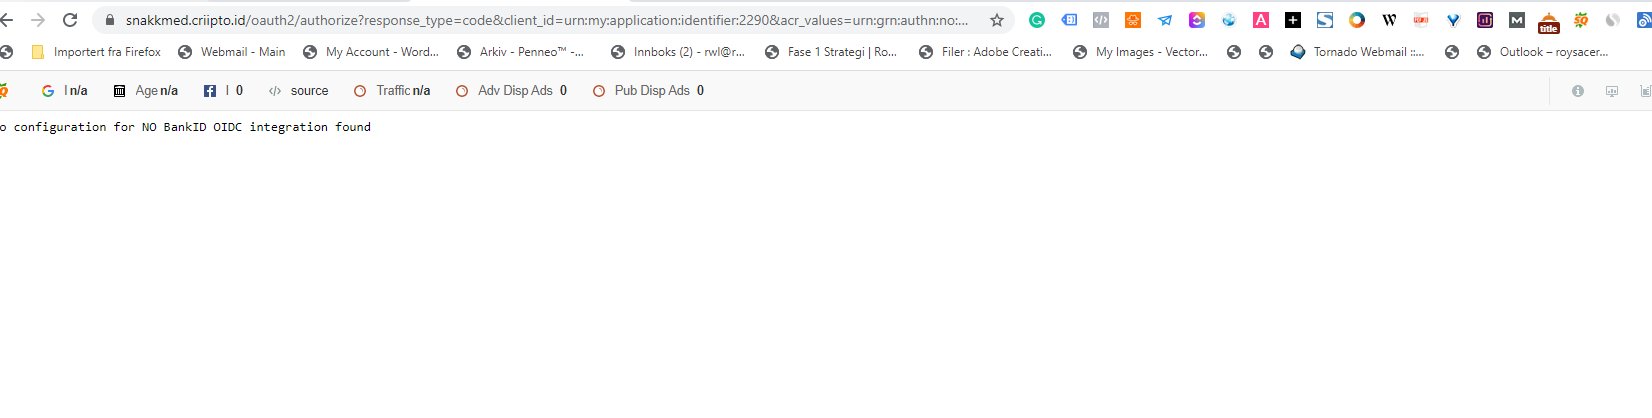 snakkmed.criipto.id/oauth2/authorize?response_type=code&client_id=urn:my:application:identifier:2290&acr_values=urn:grn:authn:no:...
Importert fra Firefox Webmail - Main My Account - Word... Arkiv - Penneo™ -... Innboks (2) - rwl@r... Fase 1 Strategi | Ro... Filer : Adobe Creati... My Images - Vector... Tornado Webmail ::... Outlook – roysacer...
I n/a Age n/a I 0 source Traffic n/a Adv Disp Ads 0 Pub Disp Ads 0
o configuration for NO BankID OIDC integration found